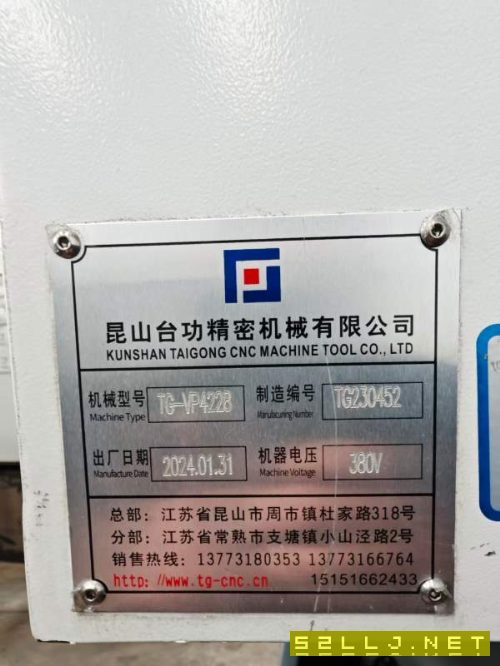 昆山台功精密机械有限公司
KUNSHAN TAIGONG CNC MACHINE TOOL CO., LTD
机械型号 TG-VP4228 制造编号 TG230452
Machine Type Manufacturing Number
出厂日期 2024.01.31 机器电压 380V
Manufacture Date Machine Voltage
总部：江苏省昆山市周市镇杜家路318号
分部：江苏省常熟市支塘镇小山泾路2号
销售热线：13773180353 13773166764
http://www.tg-cnc.cn 15151662433
52LLJ.NET